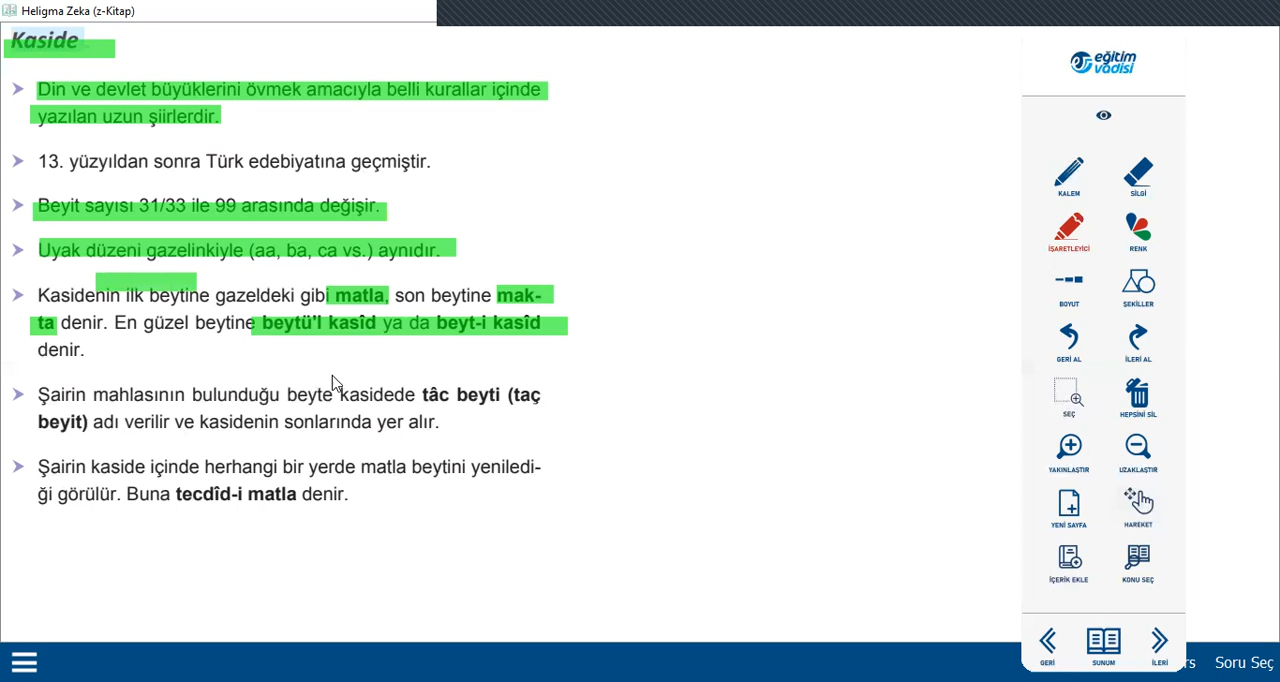 Heligma Zeka (z-Kitap)
Kaside
Din ve devlet büyüklerini övmek amacıyla belli kurallar içinde
yazılan uzun şiirlerdir.
13. yüzyıldan sonra Türk edebiyatına geçmiştir.
Beyit sayısı 31/33 ile 99 arasında değişir.
Uyak düzeni gazelinkiyle (aa, ba, ca vs.) aynıdır.
Kasidenin ilk beytine gazeldeki gibi matla, son beytine mak-
ta denir. En güzel beytine beytü'l kasîd ya da beyt-i kasîd
denir.
Şairin mahlasının bulunduğu beyte kasidede tâc beyti (taç
beyit) adı verilir ve kasidenin sonlarında yer alır.
Şairin kaside içinde herhangi bir yerde matla beytini yeniledi-
ği görülür. Buna tecdîd-i matla denir.
eğitim
vadisi
KALEM SİLGİ
İŞARETLEYİCİ RENK
BOYUT ŞEKİLLER
GERİ AL İLERİ AL
SEÇ HEPSİNİ SİL
YAKINLAŞTIR UZAKLAŞTIR
YENİ SAYFA HAREKET
İÇERİK EKLE KONU SEÇ
GERİ SUNUM İLERİ
rs Soru Seç